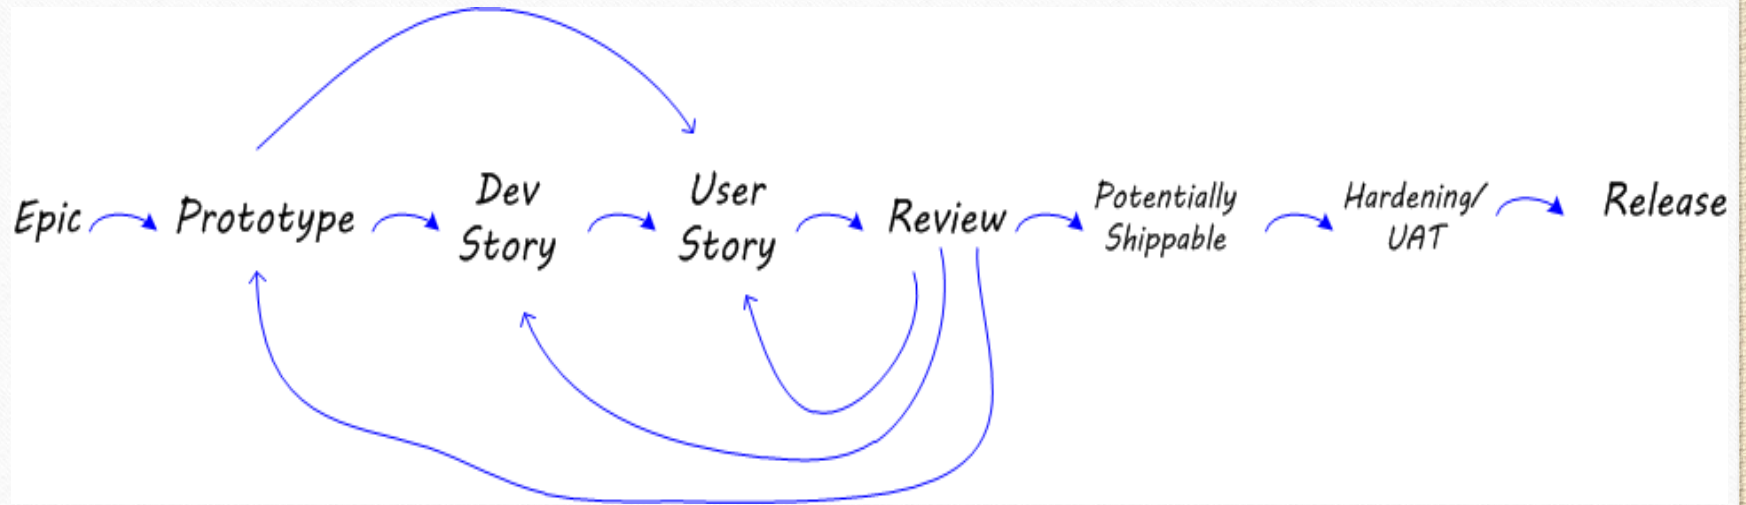 Epic
Prototype
Dev
Story
User
Story
Review
Potentially
Shippable
Hardening/
UAT
Release